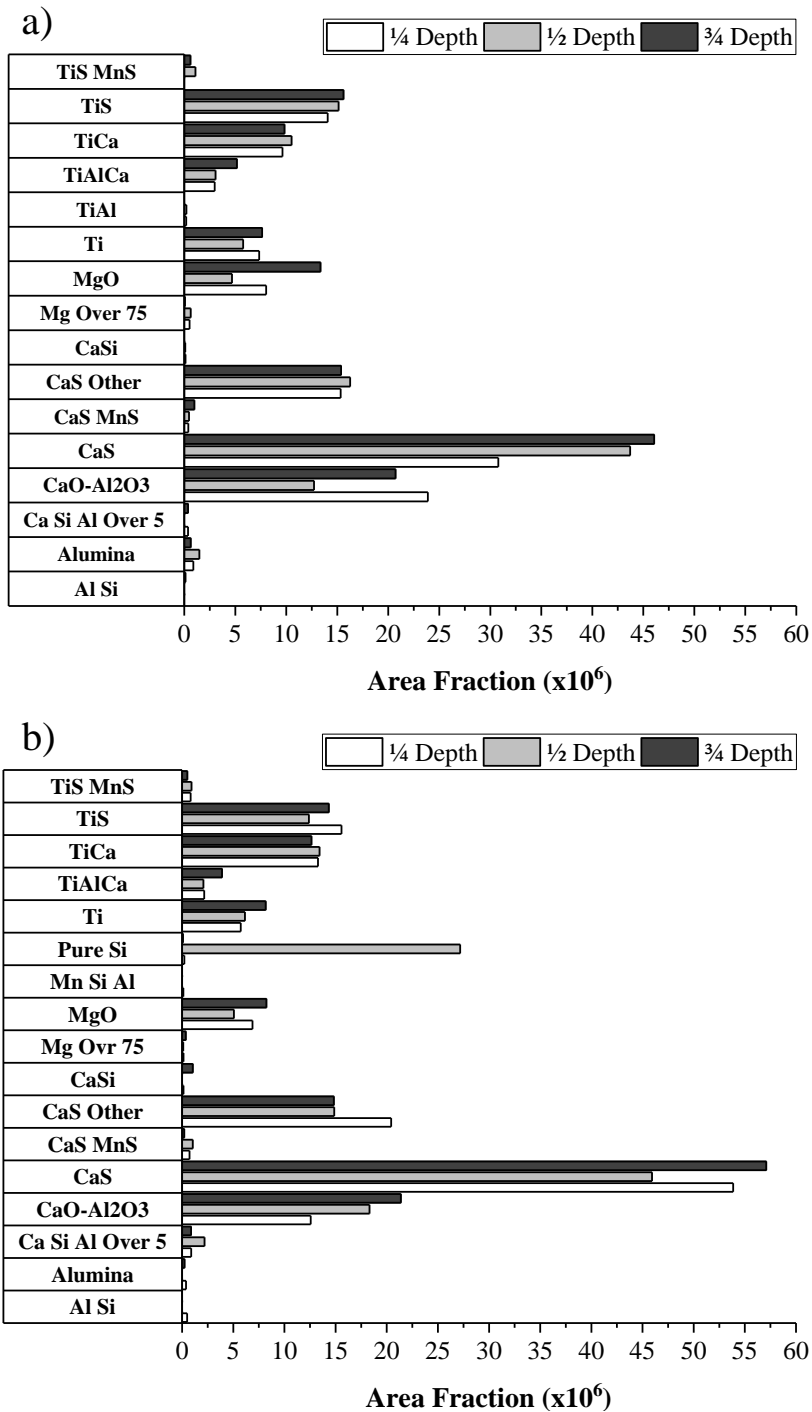 a)
¼ Depth ½ Depth ¾ Depth
TiS MnS
TiS
TiCa
TiAlCa
TiAl
Ti
MgO
Mg Over 75
CaSi
CaS Other
CaS MnS
CaS
CaO-Al2O3
Ca Si Al Over 5
Alumina
Al Si
0 5 10 15 20 25 30 35 40 45 50 55 60
Area Fraction (x10⁶)
b)
¼ Depth ½ Depth ¾ Depth
TiS MnS
TiS
TiCa
TiAlCa
Ti
Pure Si
Mn Si Al
MgO
Mg Ovr 75
CaSi
CaS Other
CaS MnS
CaS
CaO-Al2O3
Ca Si Al Over 5
Alumina
Al Si
0 5 10 15 20 25 30 35 40 45 50 55 60
Area Fraction (x10⁶)